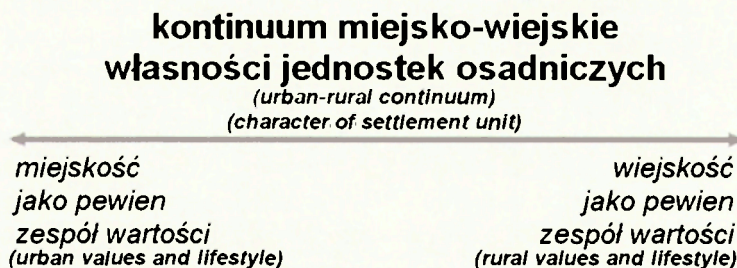 kontinuum miejsko-wiejskie
własności jednostek osadniczych
(urban-rural continuum)
(character of settlement unit)
miejskość
jako pewien
zespół wartości
(urban values and lifestyle)
wiejskość
jako pewien
zespół wartości
(rural values and lifestyle)